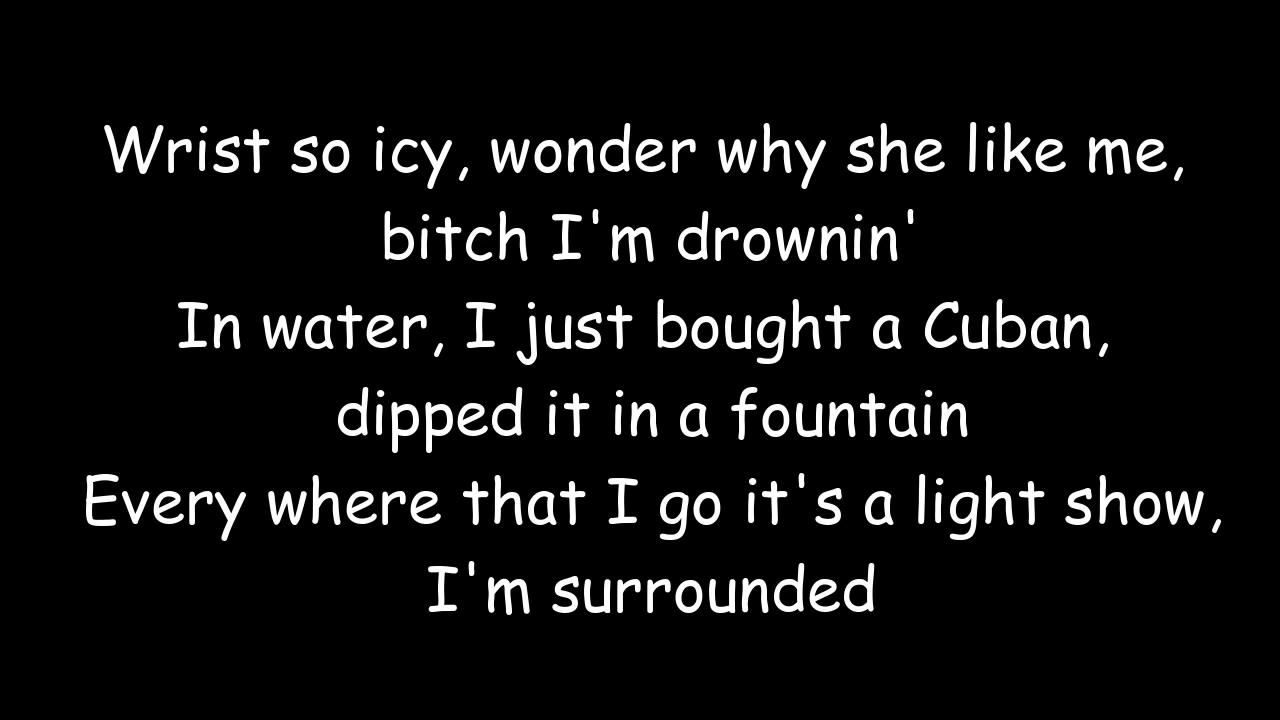 Wrist so icy, wonder why she like me,
bitch I'm drownin'
In water, I just bought a Cuban,
dipped it in a fountain
Every where that I go it's a light show,
I'm surrounded